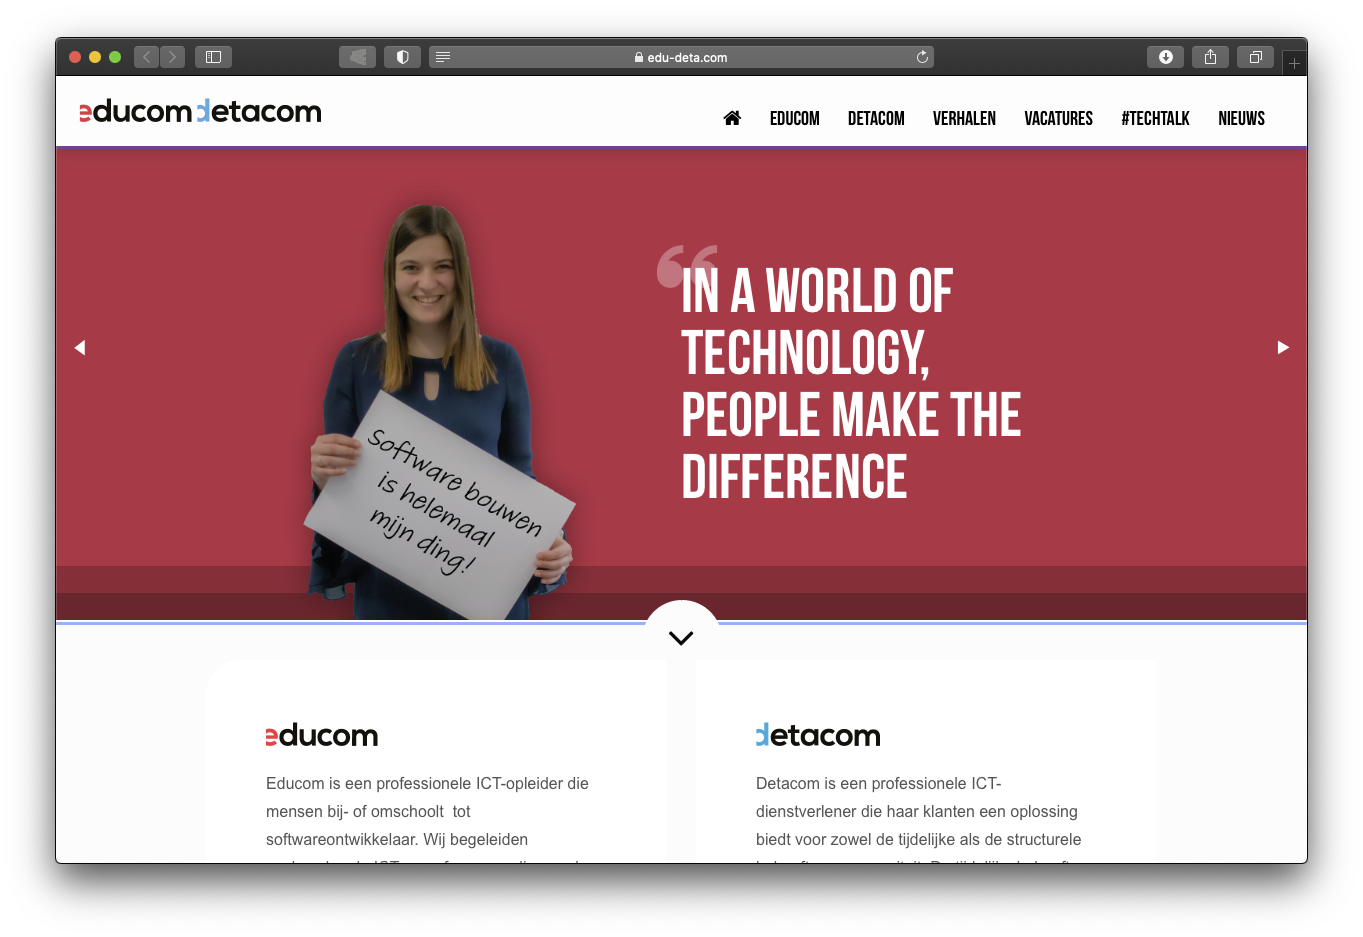 edu-deta.com
educom detacom
EDUCOM DETACOM VERHALEN VACATURES #TECHTALK NIEUWS
“
IN A WORLD OF
TECHNOLOGY,
PEOPLE MAKE THE
DIFFERENCE
Software bouwen
is helemaal
mijn ding!
educom
Educom is een professionele ICT-opleider die
mensen bij- of omschoolt tot
softwareontwikkelaar. Wij begeleiden
detacom
Detacom is een professionele ICT-
dienstverlener die haar klanten een oplossing
biedt voor zowel de tijdelijke als de structurele